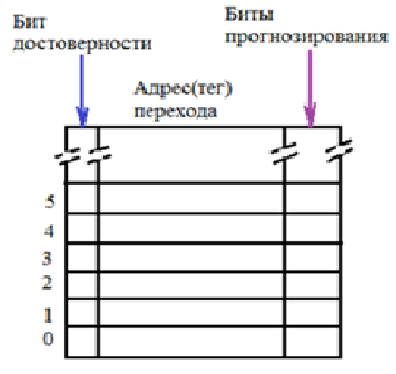 Бит
достоверности
Биты
прогнозирования
Адрес(тег)
перехода
5
4
3
2
1
0